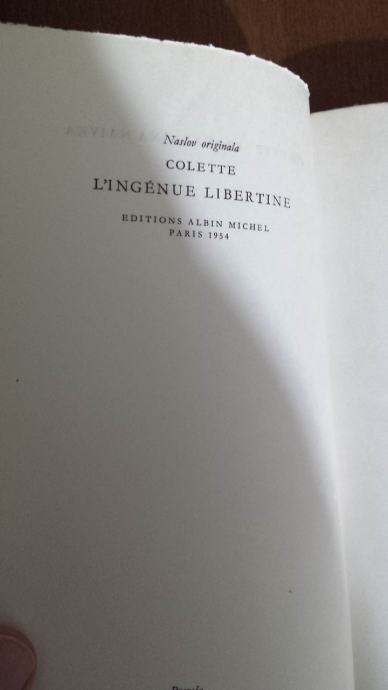 Naslov originala
COLETTE
L'INGÉNUE LIBERTINE
EDITIONS ALBIN MICHEL
PARIS 1954